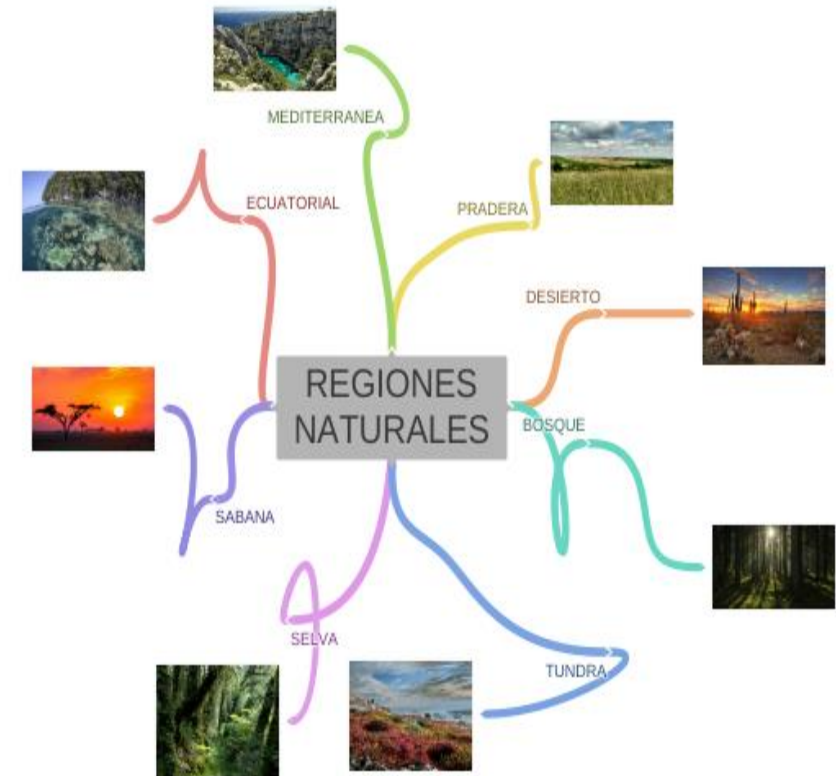 MEDITERRANEA
ECUATORIAL
PRADERA
DESIERTO
REGIONES
NATURALES
BOSQUE
SABANA
SELVA
TUNDRA